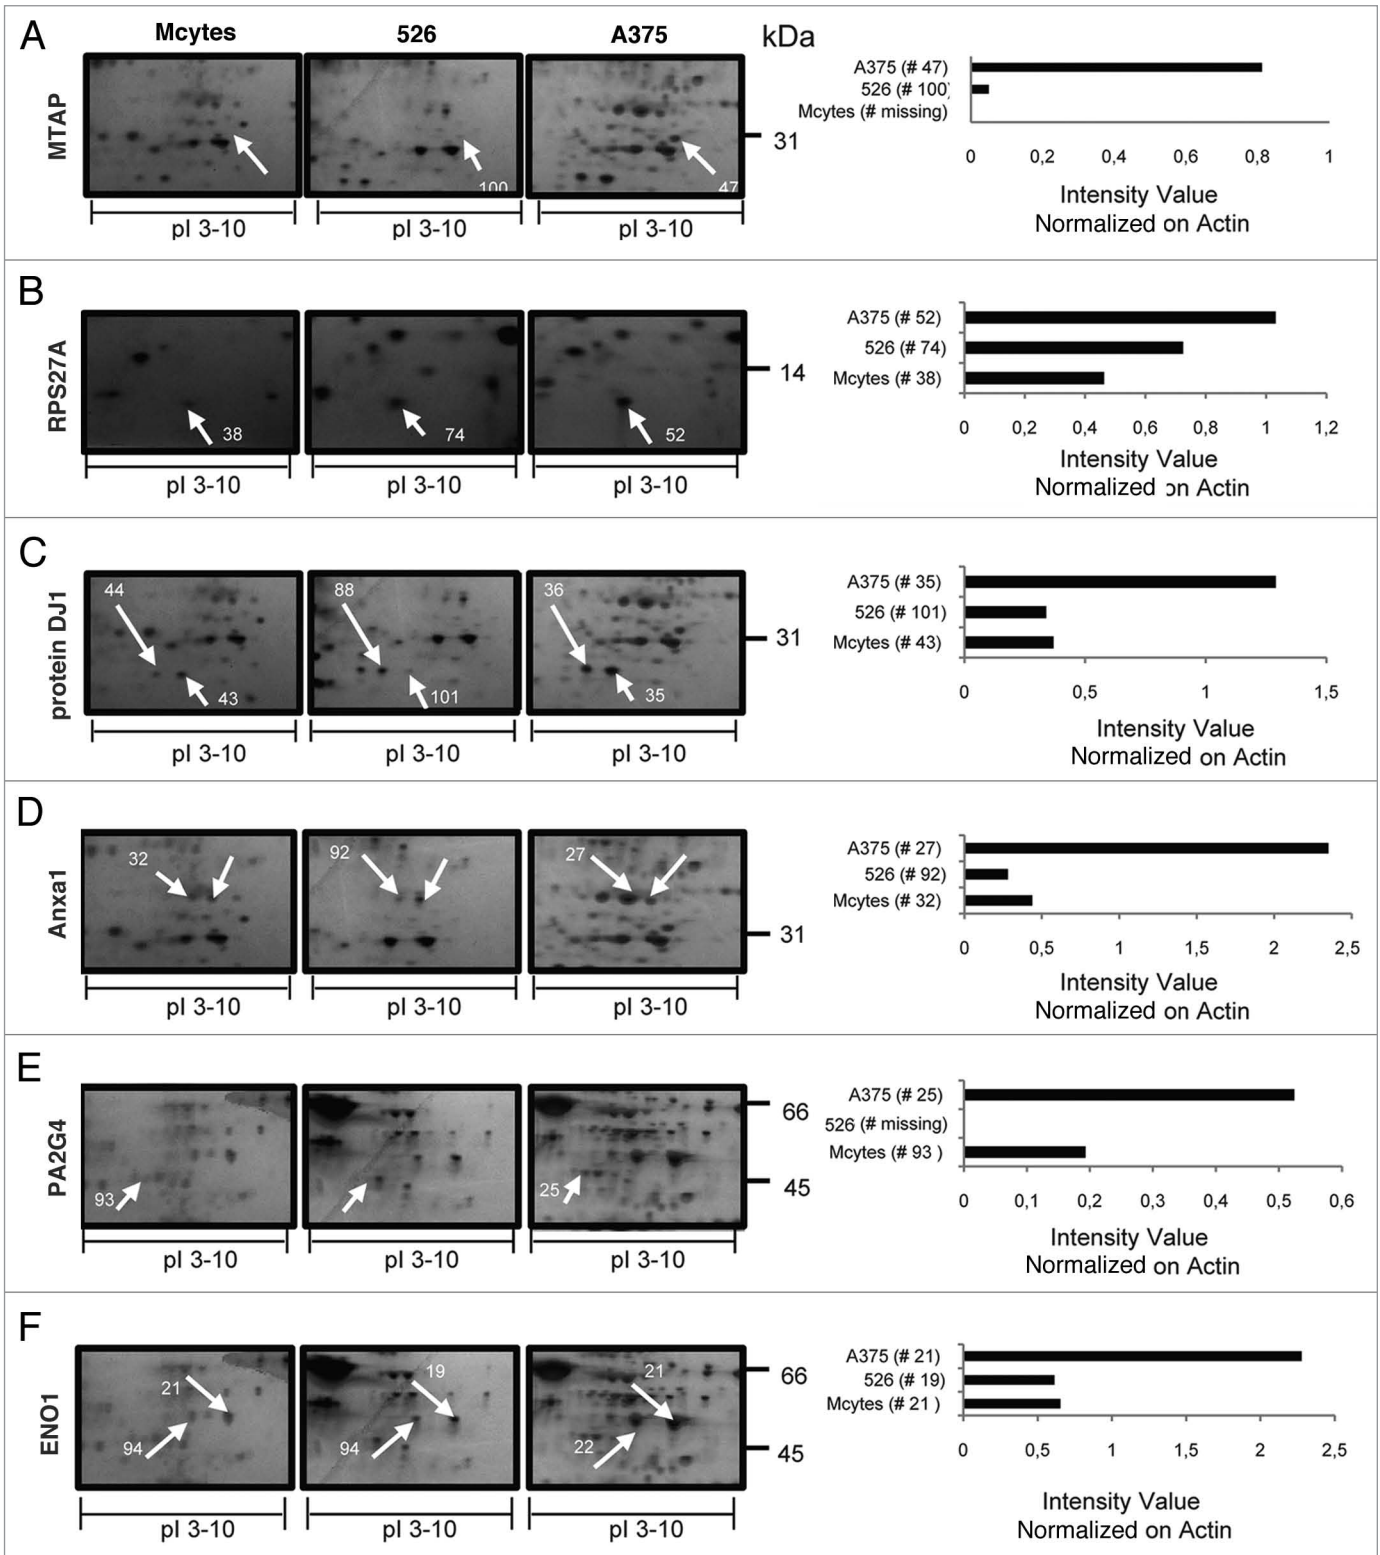 A
Mcytes 526 A375 kDa
MTAP
100
47
31
pI 3-10 pI 3-10 pI 3-10
A375 (# 47)
526 (# 100)
Mcytes (# missing)
0 0,2 0,4 0,6 0,8 1
Intensity Value
Normalized on Actin
B
RPS27A
38
74
52
14
pI 3-10 pI 3-10 pI 3-10
A375 (# 52)
526 (# 74)
Mcytes (# 38)
0 0,2 0,4 0,6 0,8 1 1,2
Intensity Value
Normalized on Actin
C
protein DJ1
44
43
88
101
36
35
31
pI 3-10 pI 3-10 pI 3-10
A375 (# 35)
526 (# 101)
Mcytes (# 43)
0 0,5 1 1,5
Intensity Value
Normalized on Actin
D
Anxa1
32
92
27
31
pI 3-10 pI 3-10 pI 3-10
A375 (# 27)
526 (# 92)
Mcytes (# 32)
0 0,5 1 1,5 2 2,5
Intensity Value
Normalized on Actin
E
PA2G4
93
25
66
45
pI 3-10 pI 3-10 pI 3-10
A375 (# 25)
526 (# missing)
Mcytes (# 93 )
0 0,1 0,2 0,3 0,4 0,5 0,6
Intensity Value
Normalized on Actin
F
ENO1
21
94
19
94
21
22
66
45
pI 3-10 pI 3-10 pI 3-10
A375 (# 21)
526 (# 19)
Mcytes (# 21 )
0 0,5 1 1,5 2 2,5
Intensity Value
Normalized on Actin